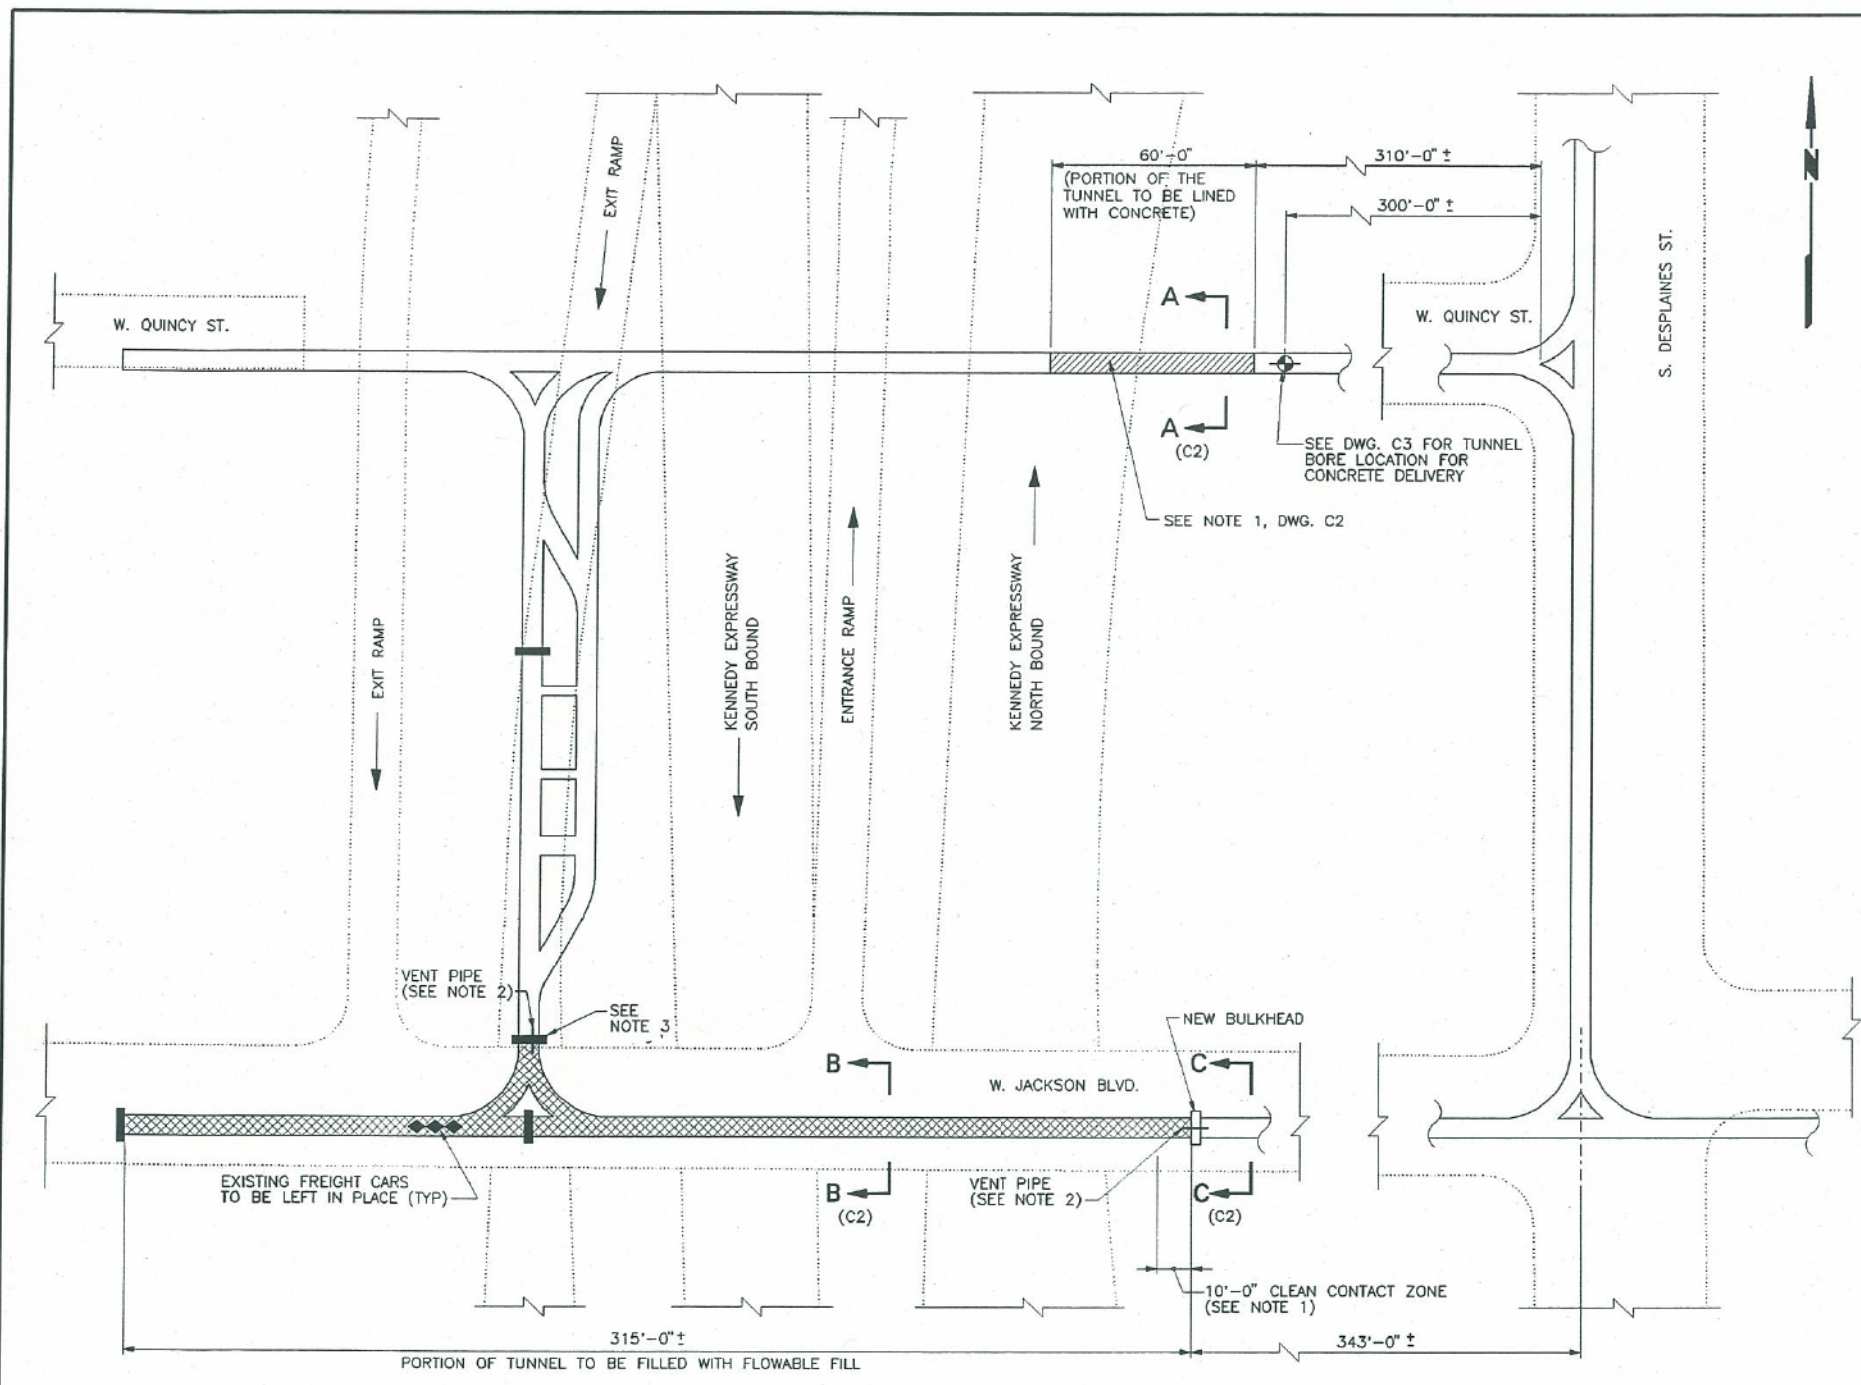 60'-0"
310'-0" ±
(PORTION OF THE
TUNNEL TO BE LINED
WITH CONCRETE)
300'-0" ±
N
EXIT RAMP
S. DESPLAINES ST.
W. QUINCY ST.
A
W. QUINCY ST.
A
(C2)
SEE DWG. C3 FOR TUNNEL
BORE LOCATION FOR
CONCRETE DELIVERY
SEE NOTE 1, DWG. C2
EXIT RAMP
KENNEDY EXPRESSWAY
SOUTH BOUND
ENTRANCE RAMP
KENNEDY EXPRESSWAY
NORTH BOUND
VENT PIPE
(SEE NOTE 2)
SEE
NOTE 3
NEW BULKHEAD
B
W. JACKSON BLVD.
C
EXISTING FREIGHT CARS
TO BE LEFT IN PLACE (TYP)
B
(C2)
VENT PIPE
(SEE NOTE 2)
C
(C2)
10'-0" CLEAN CONTACT ZONE
(SEE NOTE 1)
315'-0" ±
343'-0" ±
PORTION OF TUNNEL TO BE FILLED WITH FLOWABLE FILL